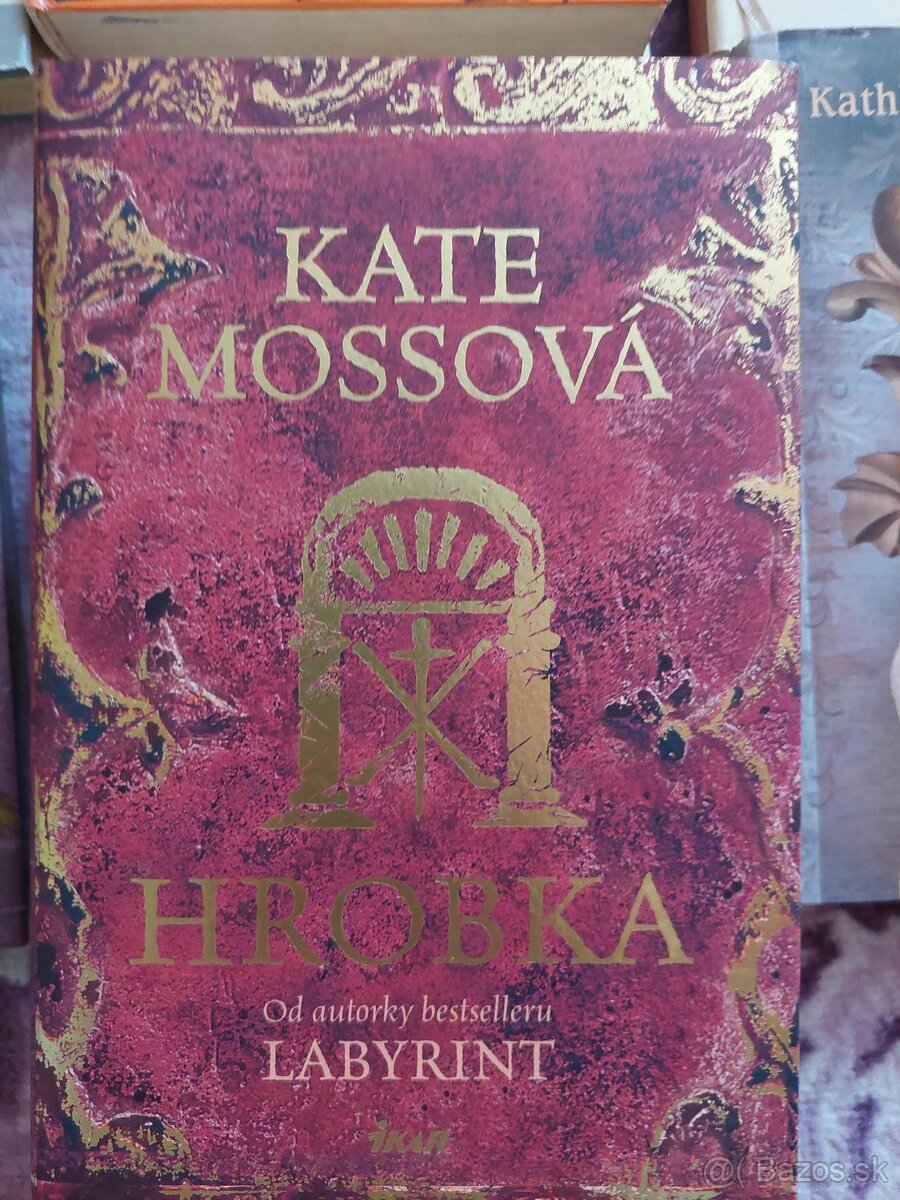 KATE
MOSSOVÁ
HROBKA
Od autorky bestselleru
LABYRINT
IKAR
Kath
@( Bazos.sk